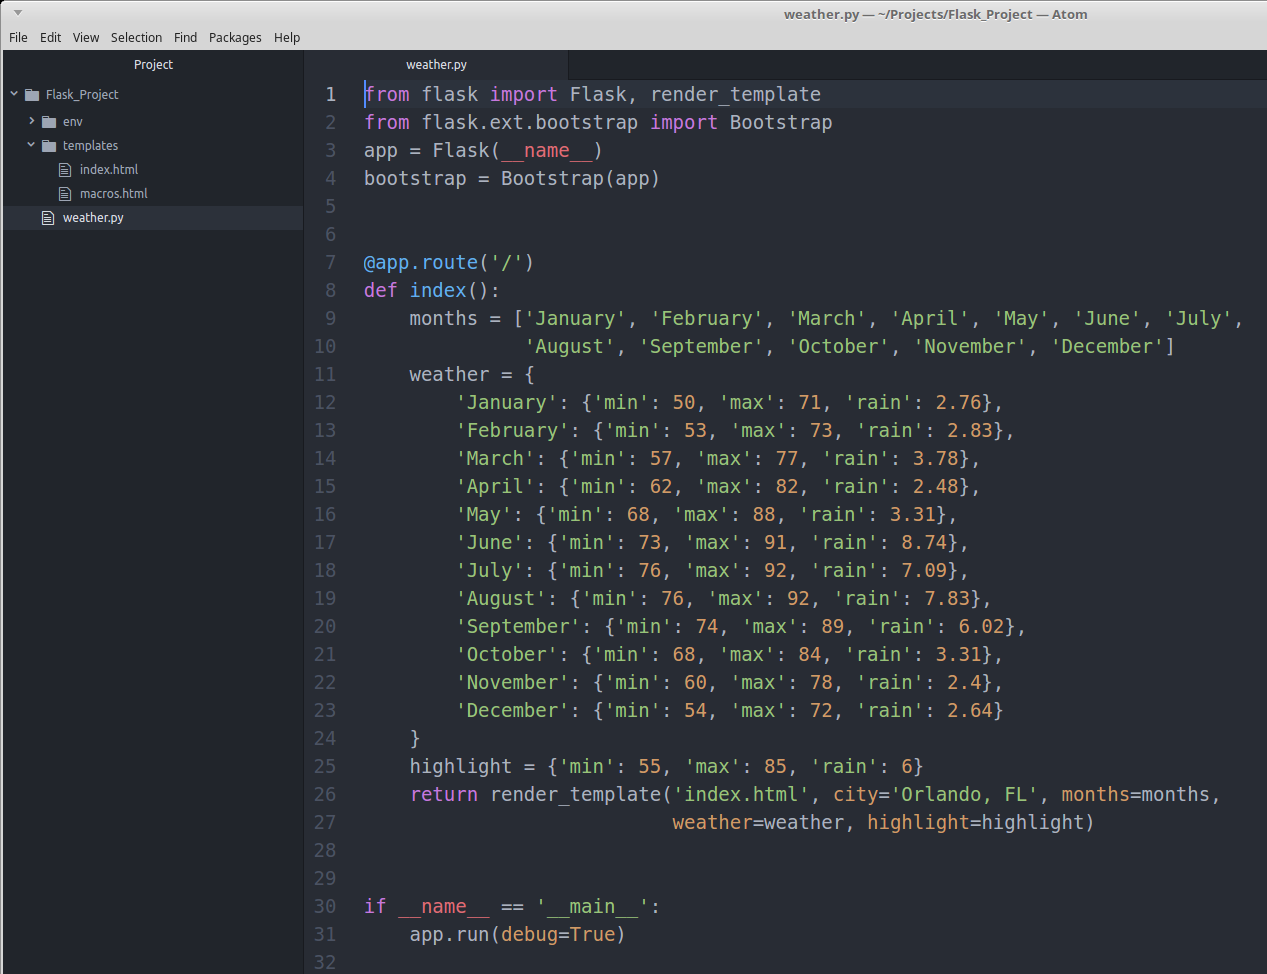 weather.py — ~/Projects/Flask_Project — Atom
File Edit View Selection Find Packages Help
Project
Flask_Project
env
templates
index.html
macros.html
weather.py
weather.py
1 from flask import Flask, render_template
2 from flask.ext.bootstrap import Bootstrap
3 app = Flask(__name__)
4 bootstrap = Bootstrap(app)
5
6
7 @app.route('/')
8 def index():
9     months = ['January', 'February', 'March', 'April', 'May', 'June', 'July',
10               'August', 'September', 'October', 'November', 'December']
11     weather = {
12         'January': {'min': 50, 'max': 71, 'rain': 2.76},
13         'February': {'min': 53, 'max': 73, 'rain': 2.83},
14         'March': {'min': 57, 'max': 77, 'rain': 3.78},
15         'April': {'min': 62, 'max': 82, 'rain': 2.48},
16         'May': {'min': 68, 'max': 88, 'rain': 3.31},
17         'June': {'min': 73, 'max': 91, 'rain': 8.74},
18         'July': {'min': 76, 'max': 92, 'rain': 7.09},
19         'August': {'min': 76, 'max': 92, 'rain': 7.83},
20         'September': {'min': 74, 'max': 89, 'rain': 6.02},
21         'October': {'min': 68, 'max': 84, 'rain': 3.31},
22         'November': {'min': 60, 'max': 78, 'rain': 2.4},
23         'December': {'min': 54, 'max': 72, 'rain': 2.64}
24     }
25     highlight = {'min': 55, 'max': 85, 'rain': 6}
26     return render_template('index.html', city='Orlando, FL', months=months,
27                            weather=weather, highlight=highlight)
28
29
30 if __name__ == '__main__':
31     app.run(debug=True)
32